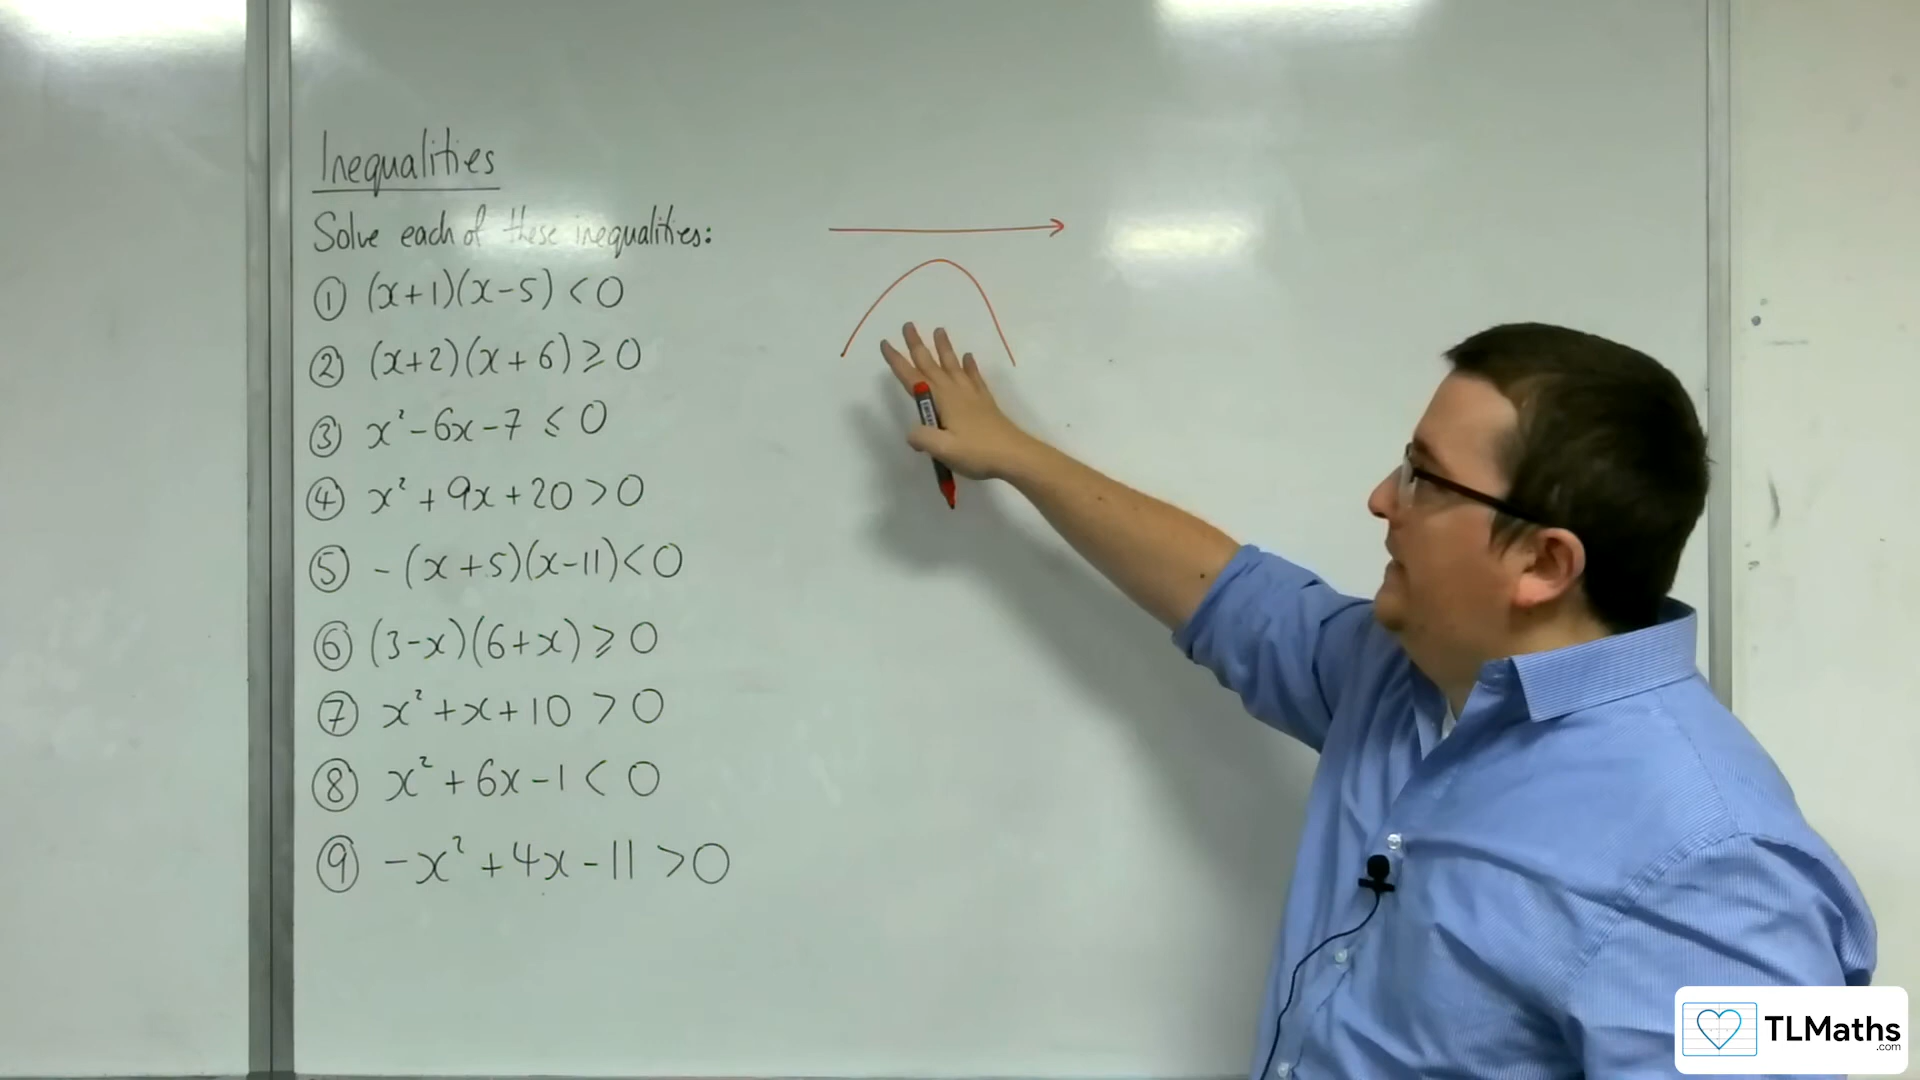 Inequalities
Solve each of these inequalities:
① (x+1)(x-5) < 0
② (x+2)(x+6) ⩾ 0
③ x² - 6x - 7 ⩽ 0
④ x² + 9x + 20 > 0
⑤ -(x+5)(x-11) < 0
⑥ (3-x)(6+x) ⩾ 0
⑦ x² + x + 10 > 0
⑧ x² + 6x - 1 < 0
⑨ -x² + 4x - 11 > 0
TLMaths
.com